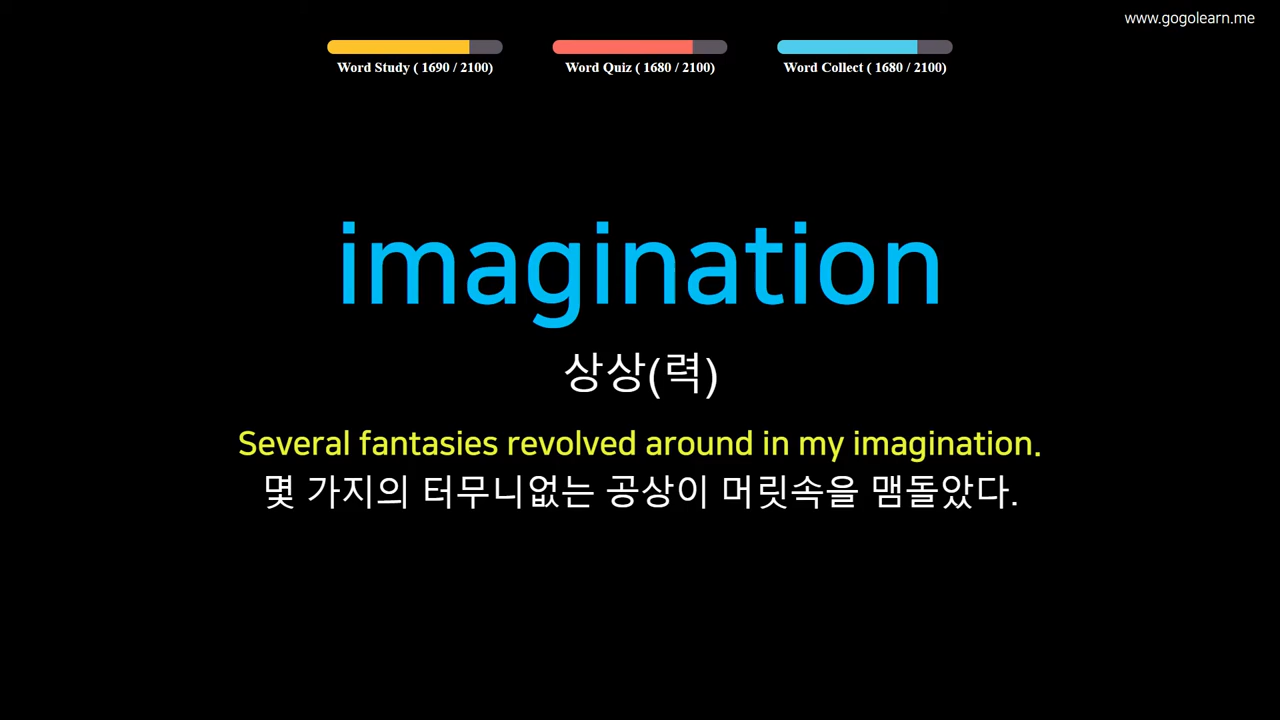 www.gogolearn.me
Word Study ( 1690 / 2100) Word Quiz ( 1680 / 2100) Word Collect ( 1680 / 2100)
imagination
상상(력)
Several fantasies revolved around in my imagination.
몇 가지의 터무니없는 공상이 머릿속을 맴돌았다.